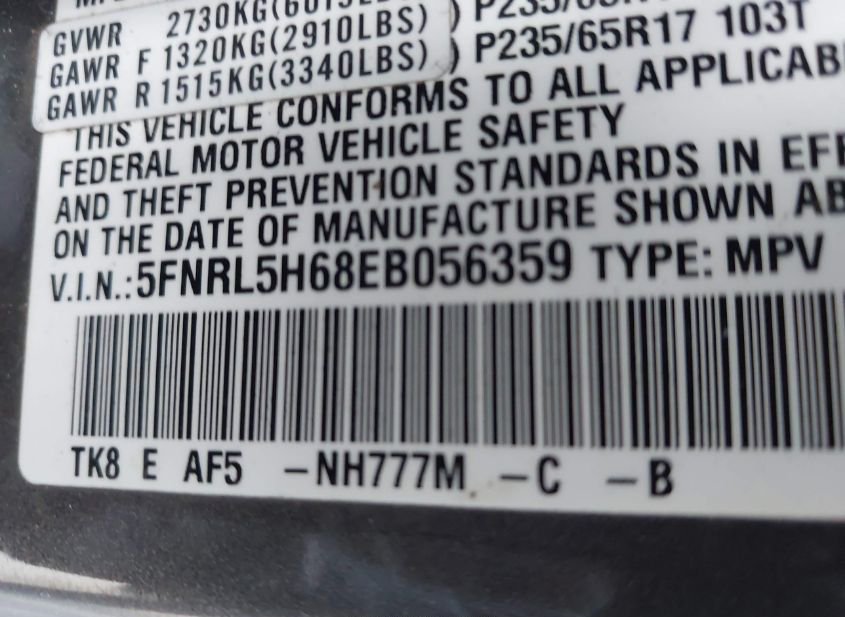 GVWR 2730KG(6019LBS)
GAWR F 1320KG(2910LBS) ) P235/65R17 103T
GAWR R 1515KG(3340LBS) ) P235/65R17 103T
THIS VEHICLE CONFORMS TO ALL APPLICAB
FEDERAL MOTOR VEHICLE SAFETY
AND THEFT PREVENTION STANDARDS IN EFF
ON THE DATE OF MANUFACTURE SHOWN AB
V.I.N.:5FNRL5H68EB056359 TYPE: MPV
TK8 E AF5 -NH777M -C -B